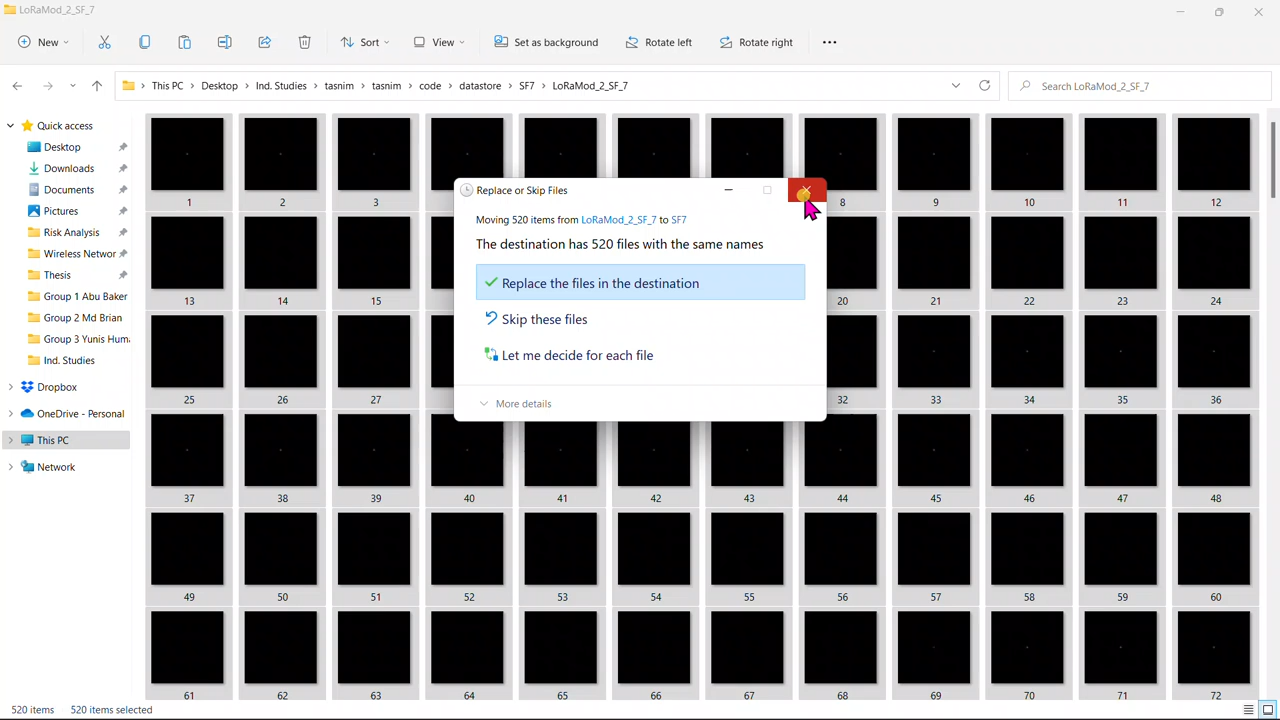 LoRaMod_2_SF_7
New
Sort
View
Set as background
Rotate left
Rotate right
This PC > Desktop > Ind. Studies > tasnim > tasnim > code > datastore > SF7 > LoRaMod_2_SF_7
Search LoRaMod_2_SF_7
Quick access
Desktop
Downloads
Documents
Pictures
Risk Analysis
Wireless Networ
Thesis
Group 1 Abu Baker
Group 2 Md Brian
Group 3 Yunis Hum
Ind. Studies
Dropbox
OneDrive - Personal
This PC
Network
1 2 3 8 9 10 11 12
13 14 15 20 21 22 23 24
25 26 27 32 33 34 35 36
37 38 39 40 41 42 43 44 45 46 47 48
49 50 51 52 53 54 55 56 57 58 59 60
61 62 63 64 65 66 67 68 69 70 71 72
Replace or Skip Files
Moving 520 items from LoRaMod_2_SF_7 to SF7
The destination has 520 files with the same names
Replace the files in the destination
Skip these files
Let me decide for each file
More details
520 items 520 items selected